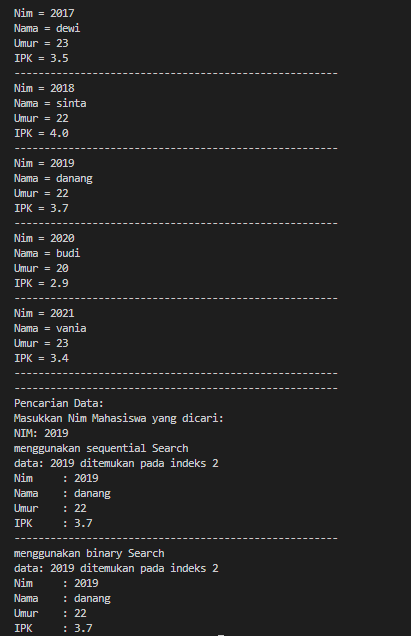 Nim = 2017
Nama = dewi
Umur = 23
IPK = 3.5
------------------------------------------------------
Nim = 2018
Nama = sinta
Umur = 22
IPK = 4.0
------------------------------------------------------
Nim = 2019
Nama = danang
Umur = 22
IPK = 3.7
------------------------------------------------------
Nim = 2020
Nama = budi
Umur = 20
IPK = 2.9
------------------------------------------------------
Nim = 2021
Nama = vania
Umur = 23
IPK = 3.4
------------------------------------------------------
------------------------------------------------------
Pencarian Data:
Masukkan Nim Mahasiswa yang dicari:
NIM: 2019
menggunakan sequential Search
data: 2019 ditemukan pada indeks 2
Nim     : 2019
Nama    : danang
Umur    : 22
IPK     : 3.7
------------------------------------------------------
menggunakan binary Search
data: 2019 ditemukan pada indeks 2
Nim     : 2019
Nama    : danang
Umur    : 22
IPK     : 3.7